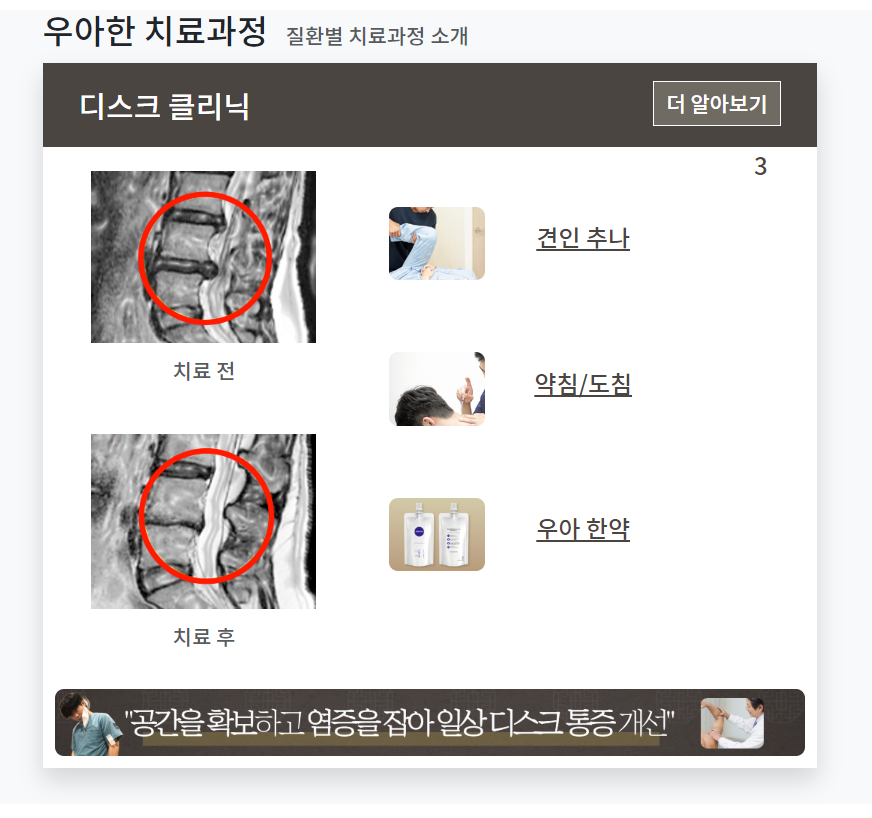 우아한 치료과정 질환별 치료과정 소개
디스크 클리닉
더 알아보기
3
치료 전
치료 후
견인 추나
약침/도침
우아 한약
"공간을 확보하고 염증을 잡아 일상 디스크 통증 개선"